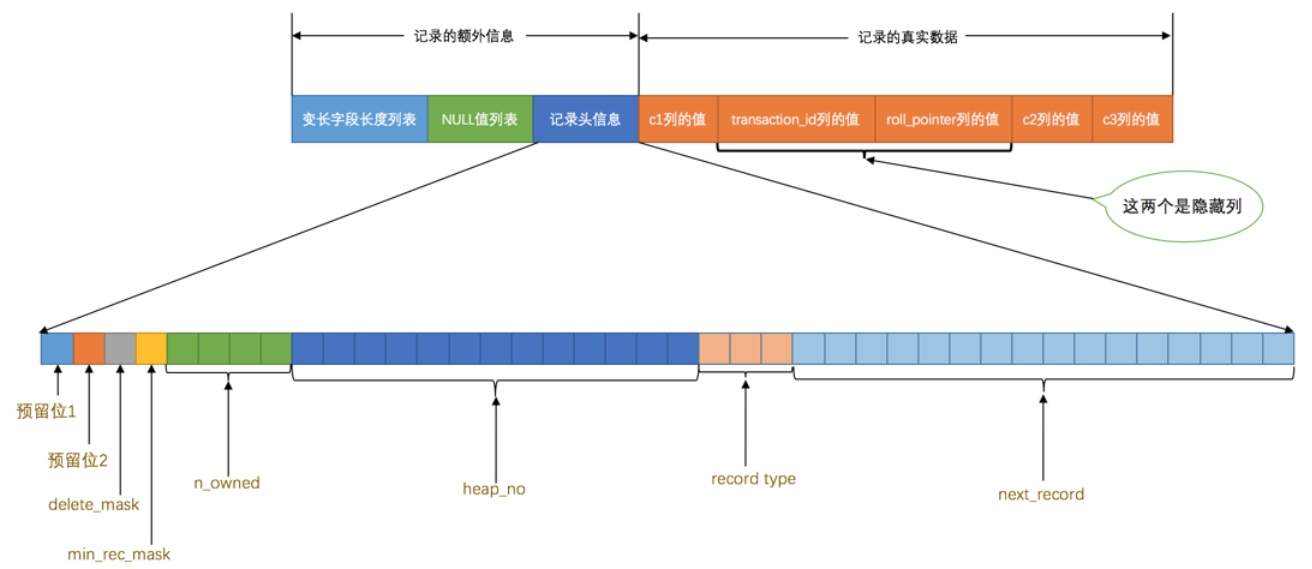 记录的额外信息
记录的真实数据
变长字段长度列表
NULL值列表
记录头信息
c1列的值
transaction_id列的值
roll_pointer列的值
c2列的值
c3列的值
这两个是隐藏列
预留位1
预留位2
delete_mask
min_rec_mask
n_owned
heap_no
record type
next_record